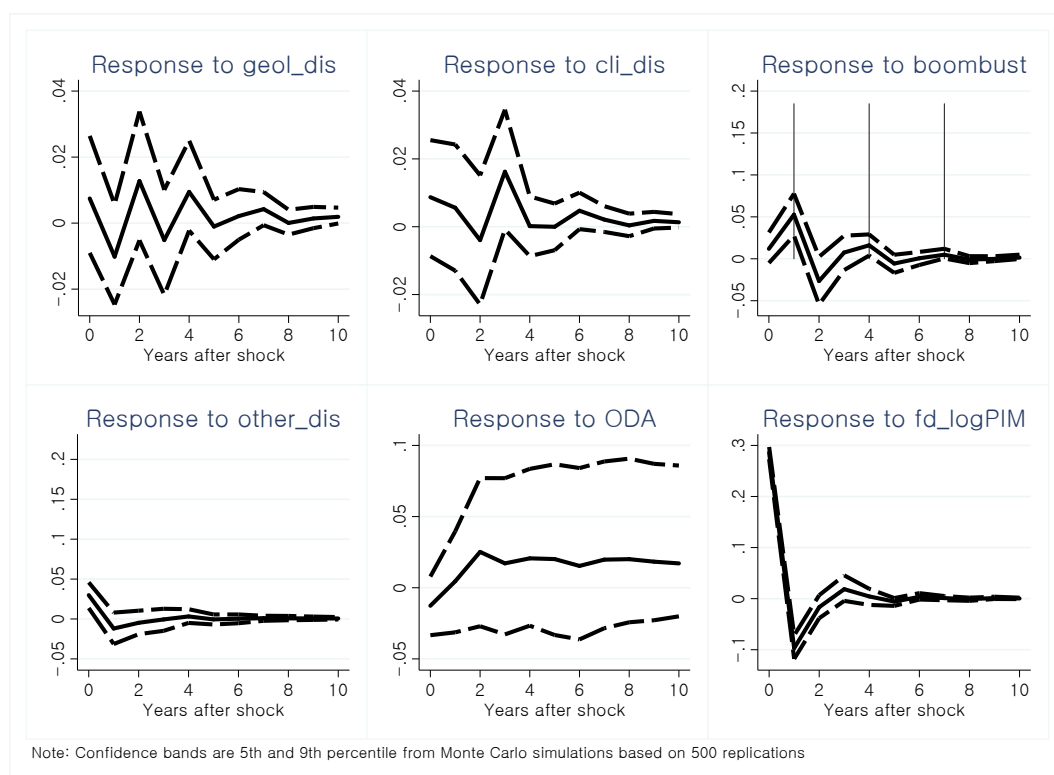 Response to geol_dis
.04
.02
0
-.02
0 2 4 6 8 10
Years after shock
Response to cli_dis
.04
.02
0
-.02
0 2 4 6 8 10
Years after shock
Response to boombust
.2
.15
.1
.05
0
-.05
0 2 4 6 8 10
Years after shock
Response to other_dis
.2
.15
.1
.05
0
-.05
0 2 4 6 8 10
Years after shock
Response to ODA
.1
.05
0
-.05
0 2 4 6 8 10
Years after shock
Response to fd_logPIM
.3
.2
.1
0
-.1
0 2 4 6 8 10
Years after shock
Note: Confidence bands are 5th and 9th percentile from Monte Carlo simulations based on 500 replications